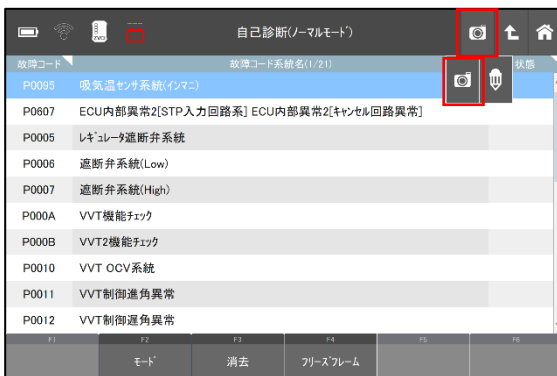 自己診断(ノーマルモード)
故障コード 故障コード系統名(1/21) 状態
P0095 吸気温センサ系統(インマニ)
P0607 ECU内部異常2[STP入力回路系] ECU内部異常2[キャンセル回路異常]
P0005 レギュレータ遮断弁系統
P0006 遮断弁系統(Low)
P0007 遮断弁系統(High)
P000A VVT機能チェック
P000B VVT2機能チェック
P0010 VVT OCV系統
P0011 VVT制御進角異常
P0012 VVT制御遅角異常
F1 F2 F3 F4 F5 F6
モード 消去 フリーズフレーム